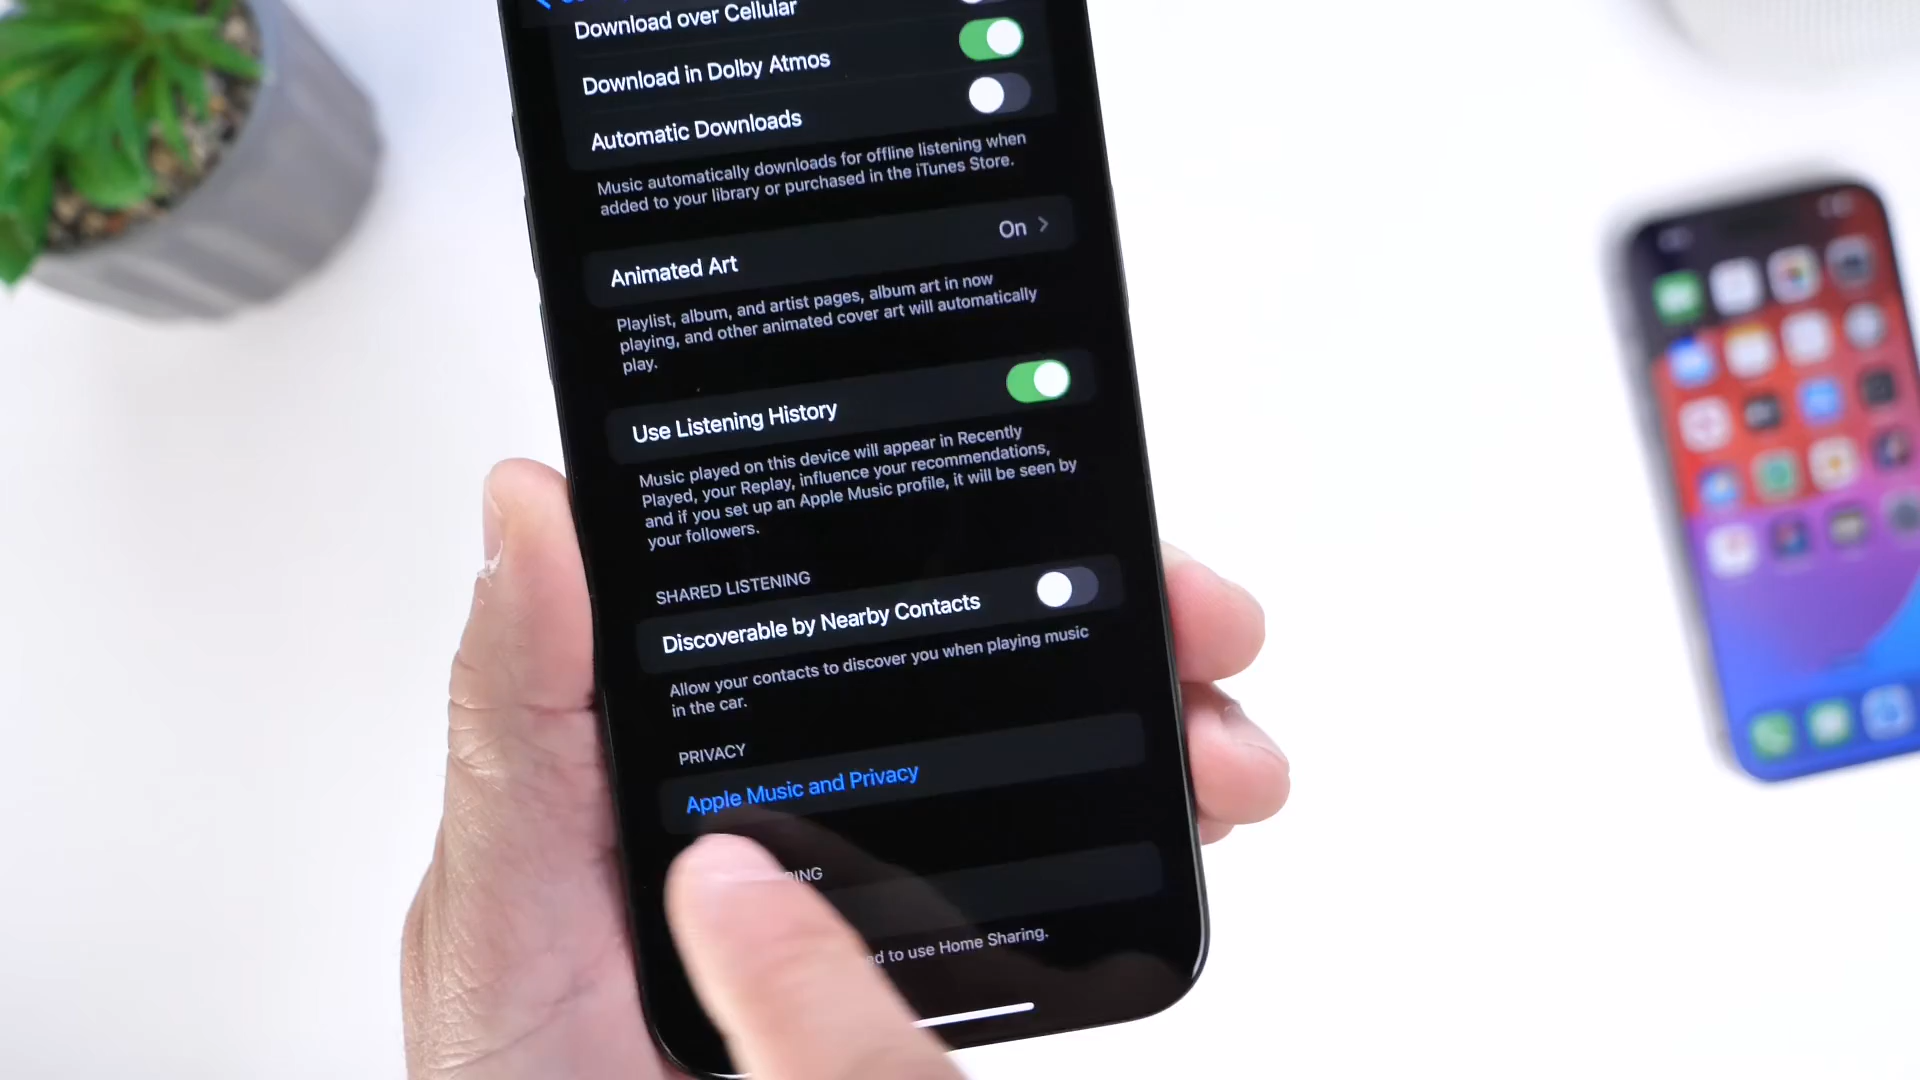 Download over Cellular
Download in Dolby Atmos
Automatic Downloads
Music automatically downloads for offline listening when
added to your library or purchased in the iTunes Store.
Animated Art On
Playlist, album, and artist pages, album art in now
playing, and other animated cover art will automatically
play.
Use Listening History
Music played on this device will appear in Recently
Played, your Replay, influence your recommendations,
and if you set up an Apple Music profile, it will be seen by
your followers.
SHARED LISTENING
Discoverable by Nearby Contacts
Allow your contacts to discover you when playing music
in the car.
PRIVACY
Apple Music and Privacy
to use Home Sharing.